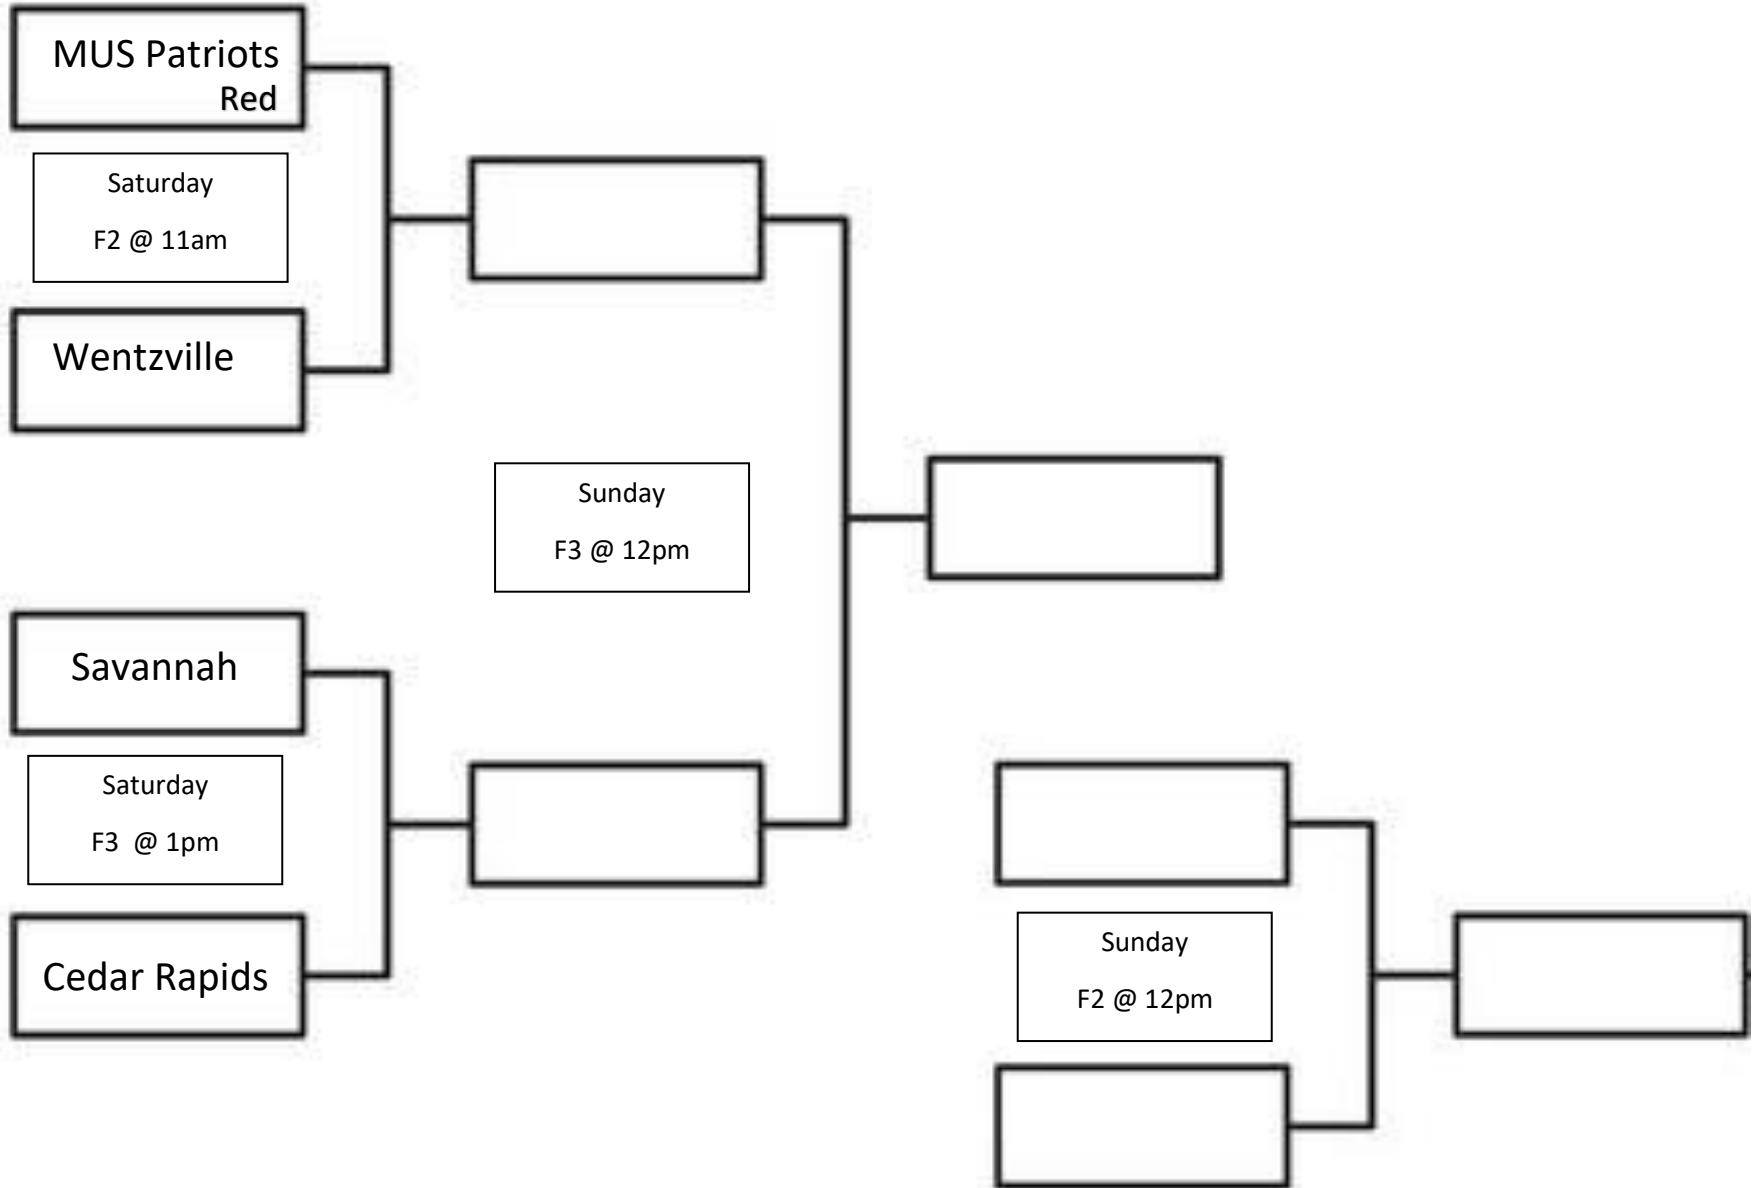 MUS Patriots
Red
Saturday
F2 @ 11am
Wentzville
Sunday
F3 @ 12pm
Savannah
Saturday
F3  @ 1pm
Cedar Rapids
Sunday
F2 @ 12pm